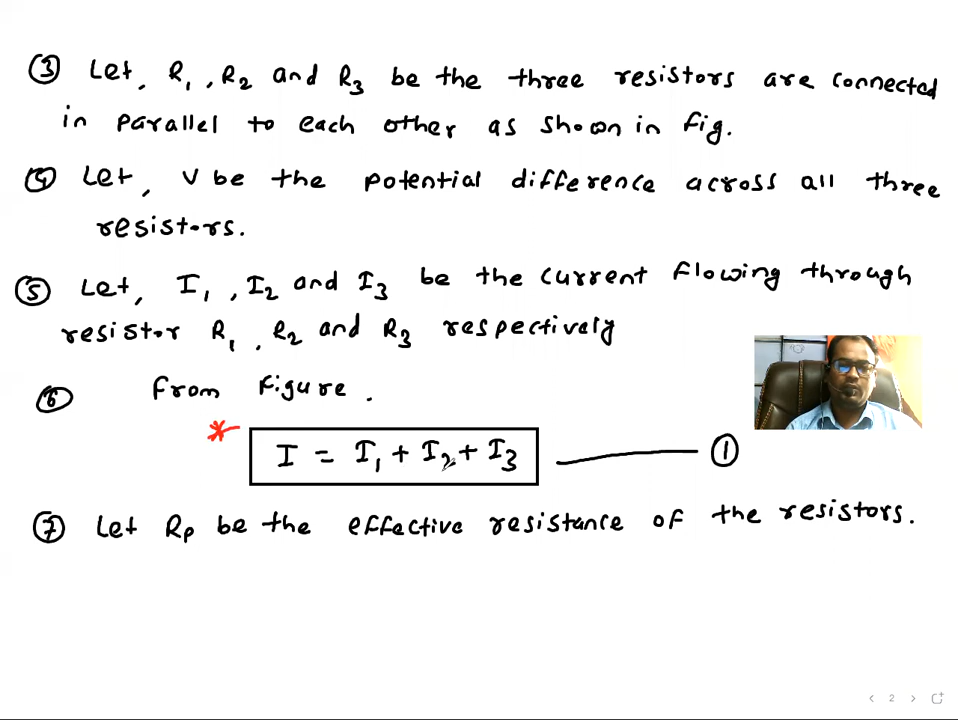 ③ Let, R₁, R₂ and R₃ be the three resistors are connected
in parallel to each other as shown in fig.
④ Let, V be the potential difference across all three
resistors.
⑤ Let, I₁, I₂ and I₃ be the current flowing through
resistor R₁, R₂ and R₃ respectively
⑥ From Figure.
* I = I₁ + I₂ + I₃ ——— ①
⑦ Let Rp be the effective resistance of the resistors.
2